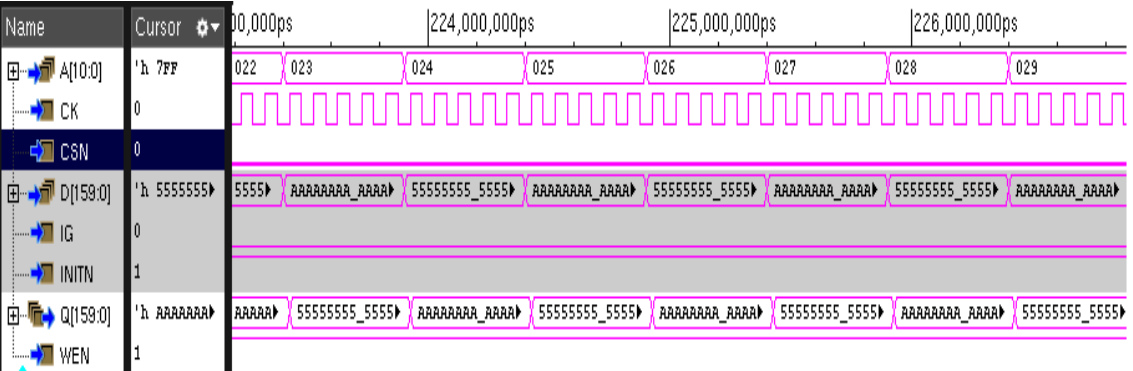 Name Cursor 00,000ps 224,000,000ps 225,000,000ps 226,000,000ps
A[10:0] 'h 7FF 022 023 024 025 026 027 028 029
CK 0
CSN 0
D[159:0] 'h 5555555 5555 AAAAAAAA_AAAA 55555555_5555 AAAAAAAA_AAAA 55555555_5555 AAAAAAAA_AAAA 55555555_5555 AAAAAAAA_AAAA
IG 0
INITN 1
Q[159:0] 'h AAAAAAA AAAAA 55555555_5555 AAAAAAAA_AAAA 55555555_5555 AAAAAAAA_AAAA 55555555_5555 AAAAAAAA_AAAA 55555555_5555
WEN 1